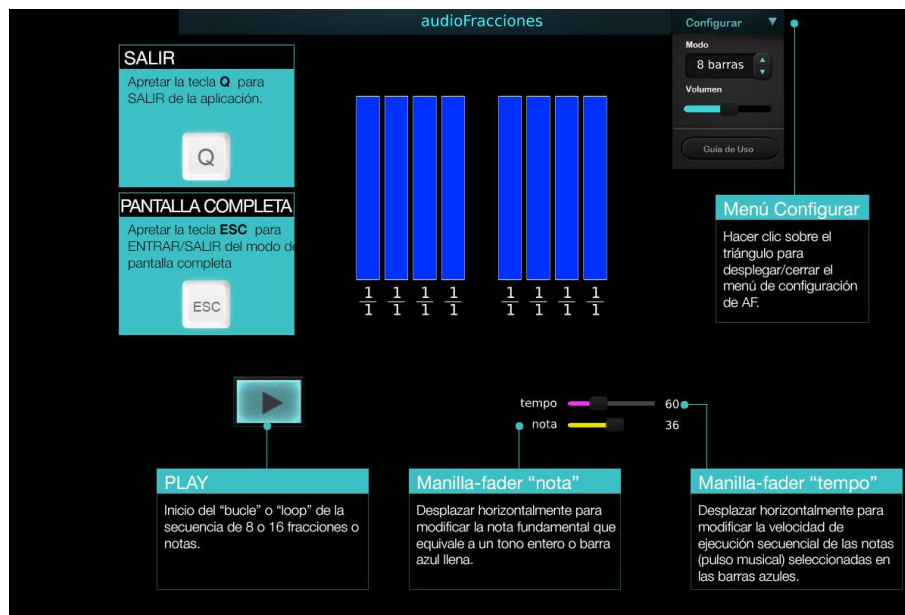 audioFracciones
Configurar ▼
Modo
8 barras
Volumen
Guía de Uso
SALIR
Apretar la tecla Q para
SALIR de la aplicación.
Q
PANTALLA COMPLETA
Apretar la tecla ESC para
ENTRAR/SALIR del modo de
pantalla completa
ESC
1 1 1 1 1 1 1 1
1 1 1 1 1 1 1 1
Menú Configurar
Hacer clic sobre el
triángulo para
desplegar/cerrar el
menú de configuración
de AF.
tempo 60
nota 36
PLAY
Inicio del “bucle” o “loop” de la
secuencia de 8 o 16 fracciones o
notas.
Manilla-fader “nota”
Desplazar horizontalmente para
modificar la nota fundamental que
equivale a un tono entero o barra
azul llena.
Manilla-fader “tempo”
Desplazar horizontalmente para
modificar la velocidad de
ejecución secuencial de las notas
(pulso musical) seleccionadas en
las barras azules.